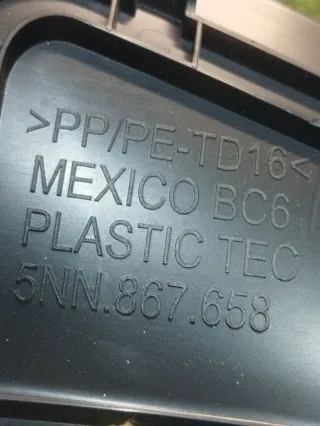 >PP/PE-TD16<
MEXICO BC6
PLASTIC TEC
5NN.867.658